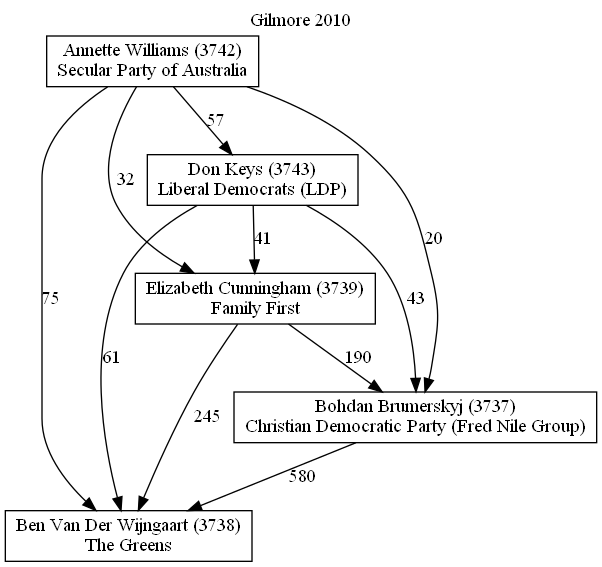 Gilmore 2010
Annette Williams (3742)
Secular Party of Australia
57
Don Keys (3743)
Liberal Democrats (LDP)
32
41
20
Elizabeth Cunningham (3739)
Family First
75
43
61
190
Bohdan Brumerskyj (3737)
Christian Democratic Party (Fred Nile Group)
245
580
Ben Van Der Wijngaart (3738)
The Greens